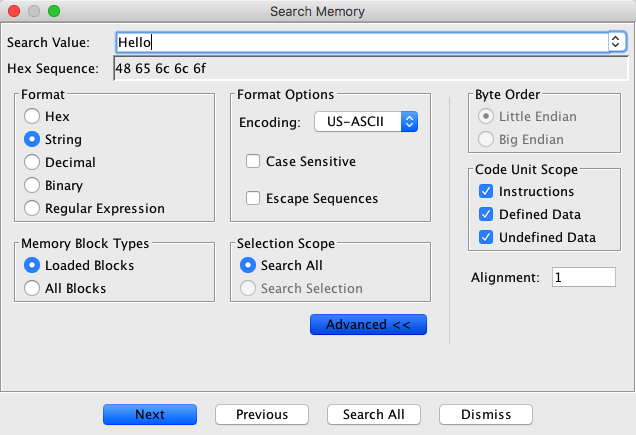 Search Memory
Search Value: Hello
Hex Sequence: 48 65 6c 6c 6f
Format
Hex
String
Decimal
Binary
Regular Expression
Format Options
Encoding: US-ASCII
Case Sensitive
Escape Sequences
Byte Order
Little Endian
Big Endian
Code Unit Scope
Instructions
Defined Data
Undefined Data
Memory Block Types
Loaded Blocks
All Blocks
Selection Scope
Search All
Search Selection
Alignment: 1
Advanced <<
Next Previous Search All Dismiss